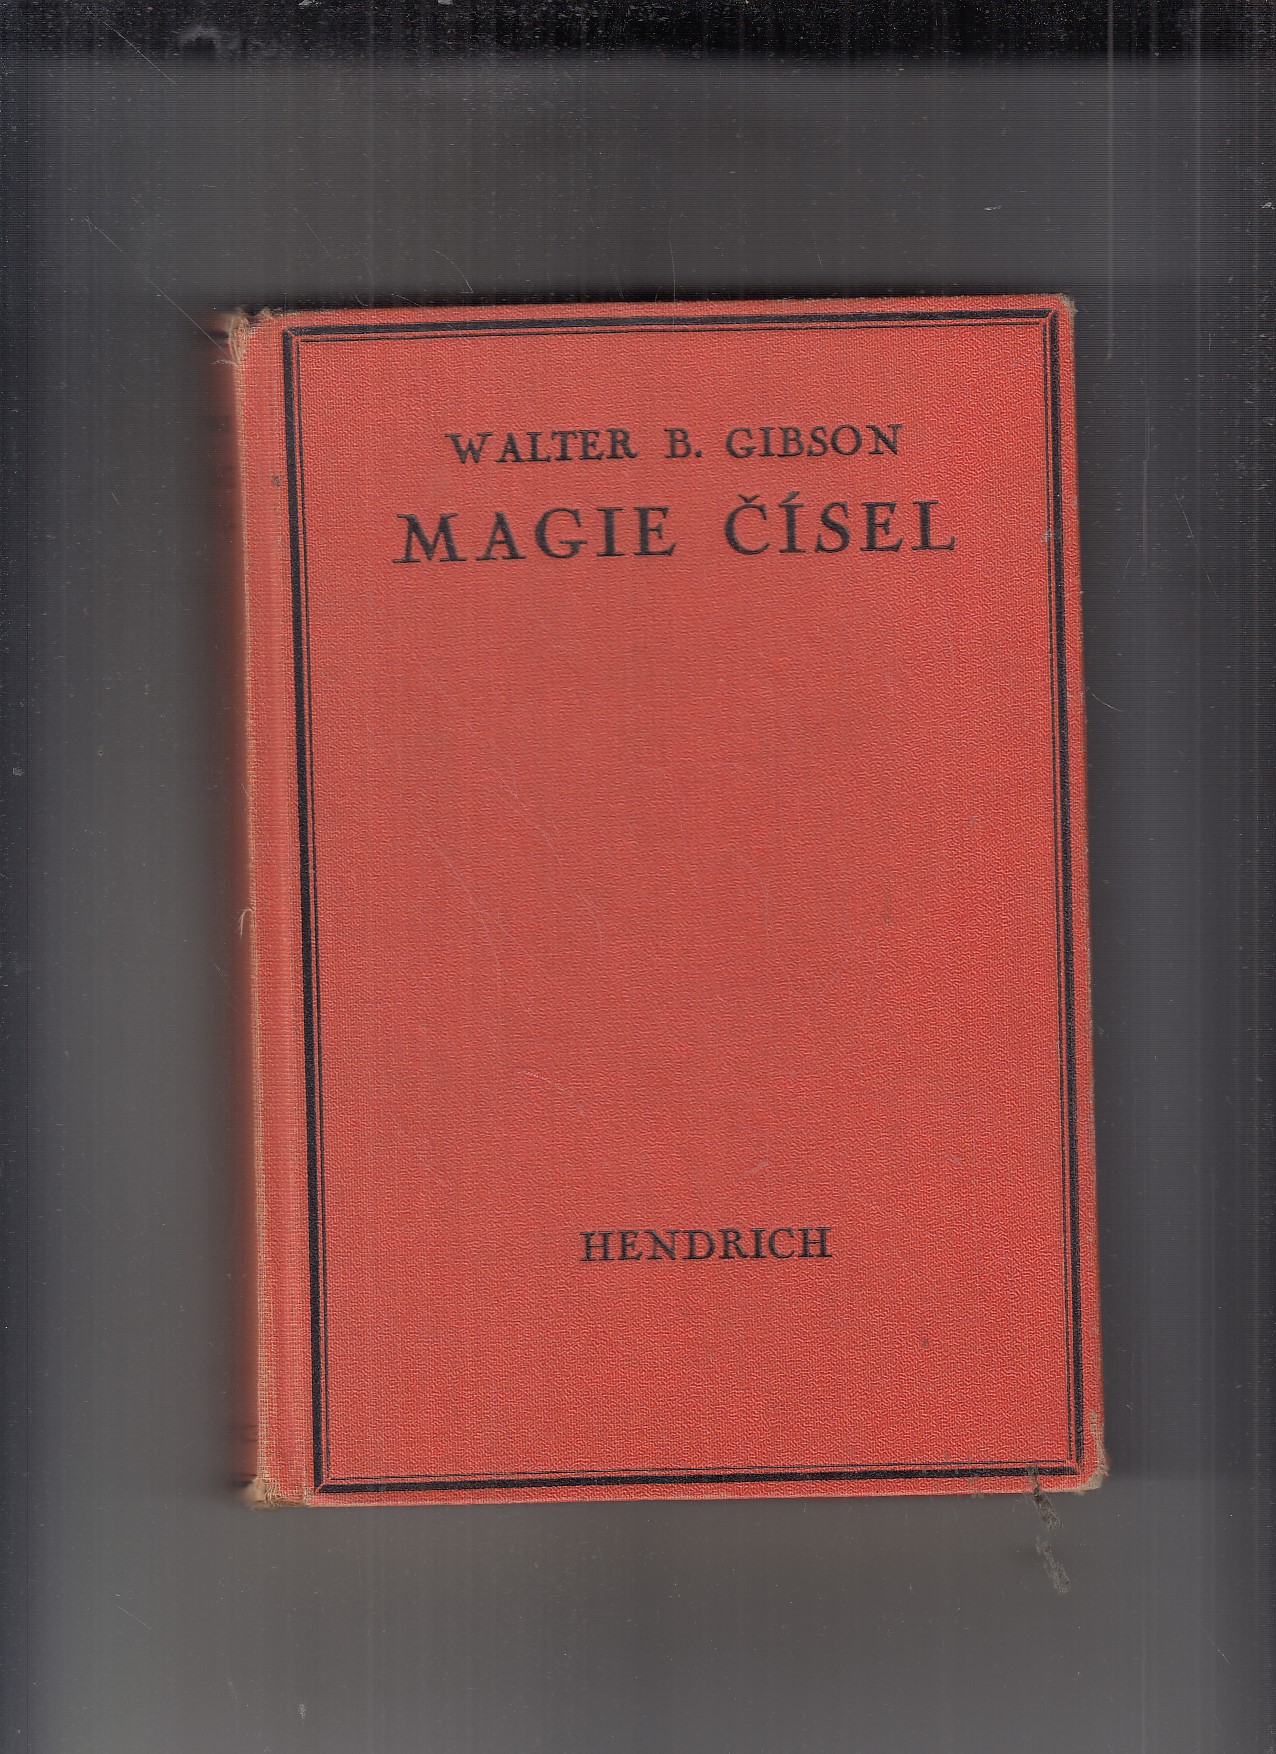 WALTER B. GIBSON
MAGIE ČÍSEL
HENDRICH